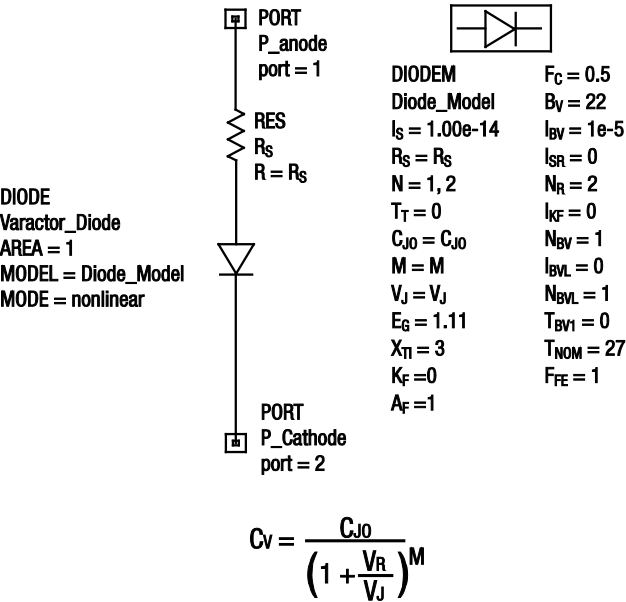 PORT
P_anode
port = 1
RES
RS
R = RS
DIODE
Varactor_Diode
AREA = 1
MODEL = Diode_Model
MODE = nonlinear
PORT
P_Cathode
port = 2
DIODEM
Diode_Model
IS = 1.00e-14
RS = RS
N = 1, 2
TT = 0
CJO = CJO
M = M
VJ = VJ
EG = 1.11
XTI = 3
KF =0
AF =1
FC = 0.5
BV = 22
IBV = 1e-5
ISR = 0
NR = 2
IKF = 0
NBV = 1
IBVL = 0
NBVL = 1
TBV1 = 0
TNOM = 27
FFE = 1
CV = CJO / (1 + VR / VJ)^M